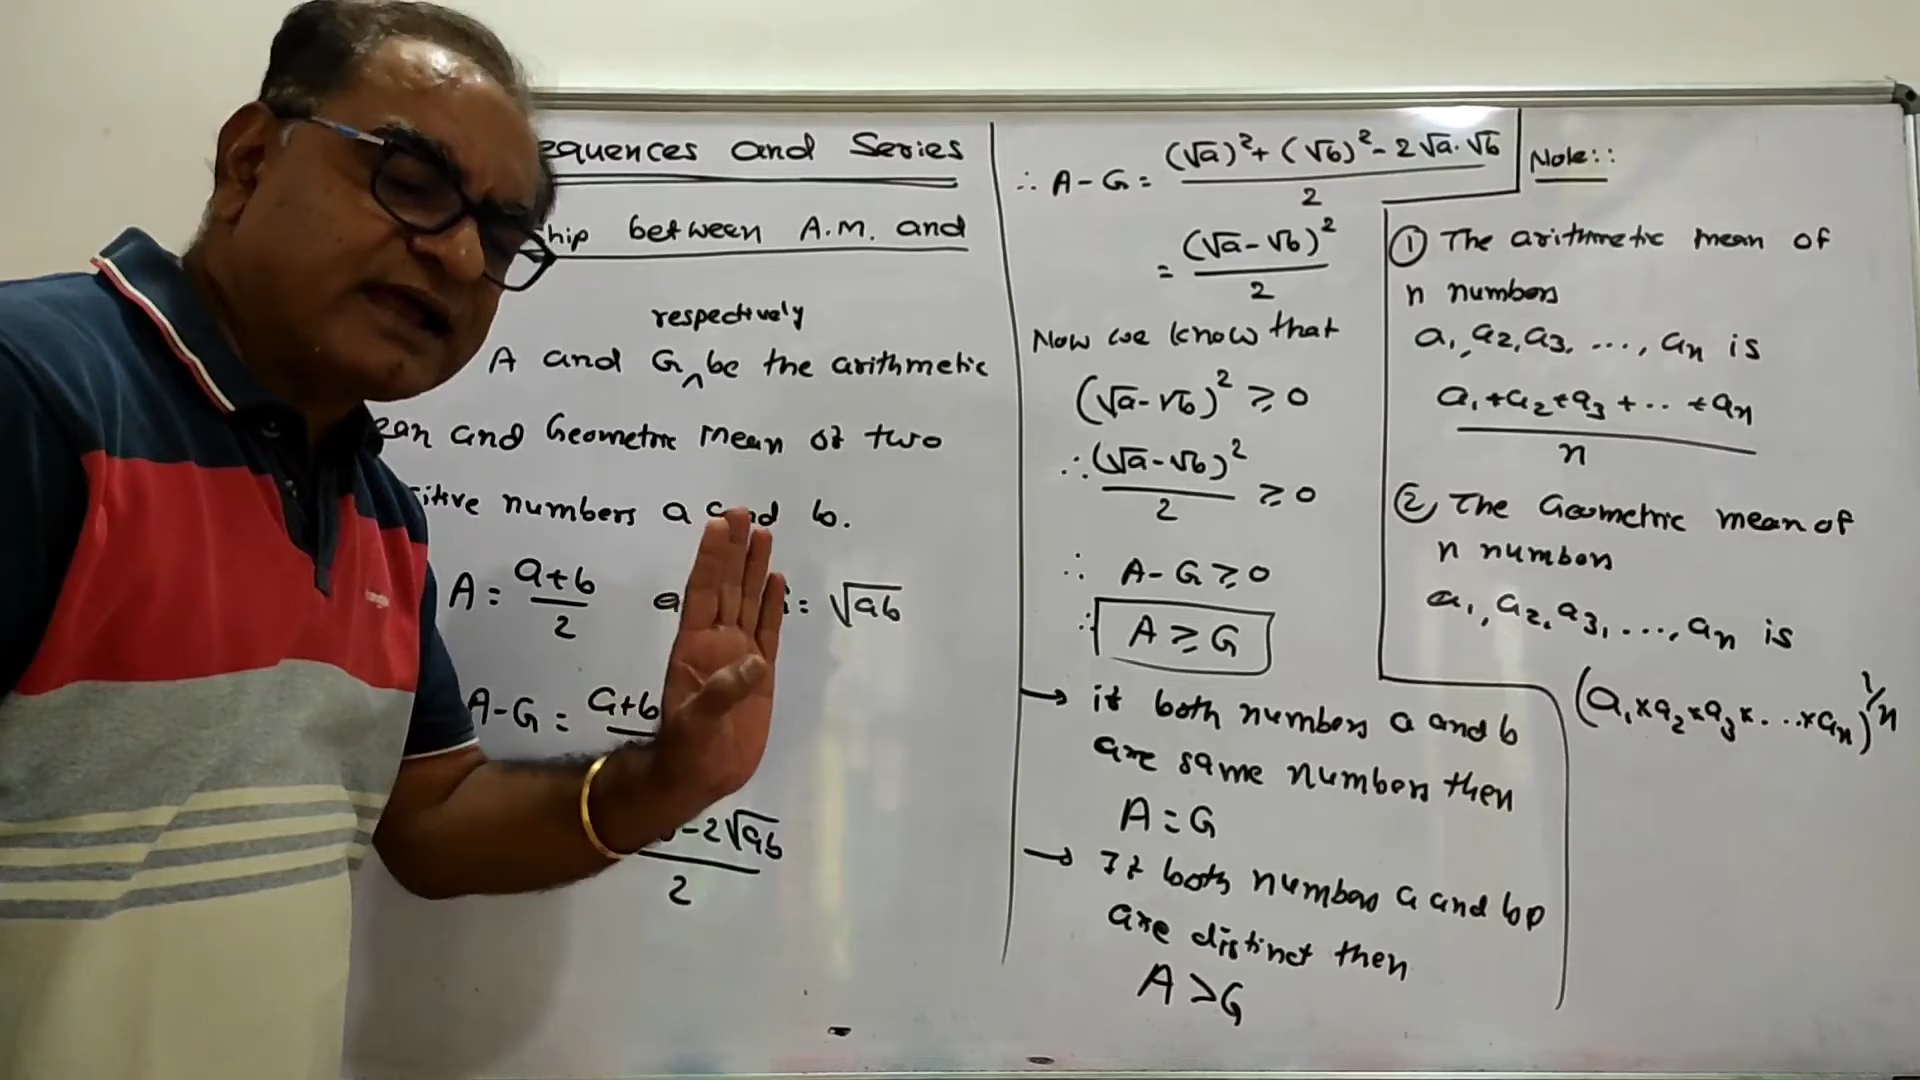 equences and Series
hip between A.M. and
respectively
A and G be the arithmetic
ean and Geometric mean of two
itive numbers a and b.
A = a+b/2 = √ab
A-G = a+b
-2√ab
2
∴ A-G = (√a)²+(√b)²-2√a.√b/2
= (√a-√b)²/2
Now we know that
(√a-√b)² ≥ 0
∴ (√a-√b)²/2 ≥ 0
∴ A-G ≥ 0
∴ A ≥ G
→ if both numbers a and b
are same numbers then
A = G
→ If both numbers a and b
are distinct then
A > G
Note::
① The arithmetic mean of
n numbers
a₁, a₂, a₃, ..., aₙ is
a₁+a₂+a₃+..+aₙ
n
② The Geometric mean of
n numbers
a₁, a₂, a₃, ..., aₙ is
(a₁×a₂×a₃×...×aₙ)^1/n